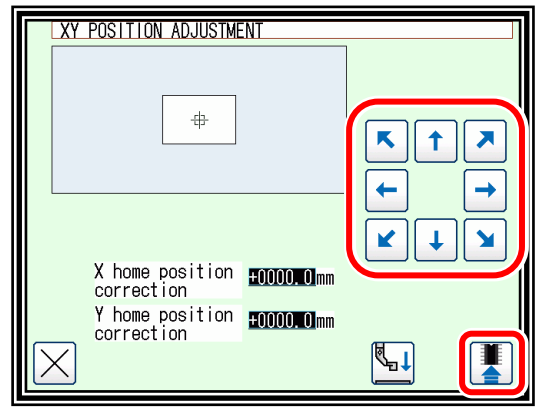 XY POSITION ADJUSTMENT
X home position
correction
+0000.0mm
Y home position
correction
+0000.0mm